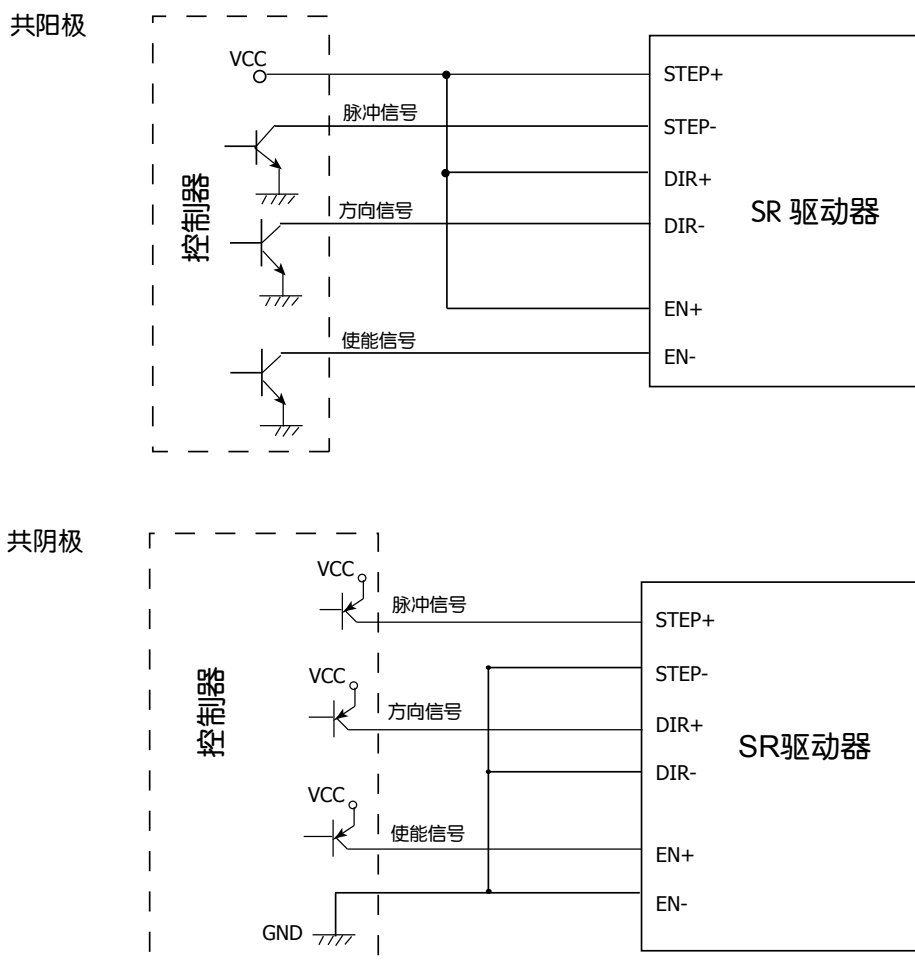 共阳极
VCC
STEP+
脉冲信号
STEP-
DIR+
控制器
方向信号
DIR-
SR 驱动器
EN+
使能信号
EN-
共阴极
VCC
脉冲信号
STEP+
STEP-
VCC
控制器
方向信号
DIR+
SR驱动器
DIR-
VCC
使能信号
EN+
EN-
GND